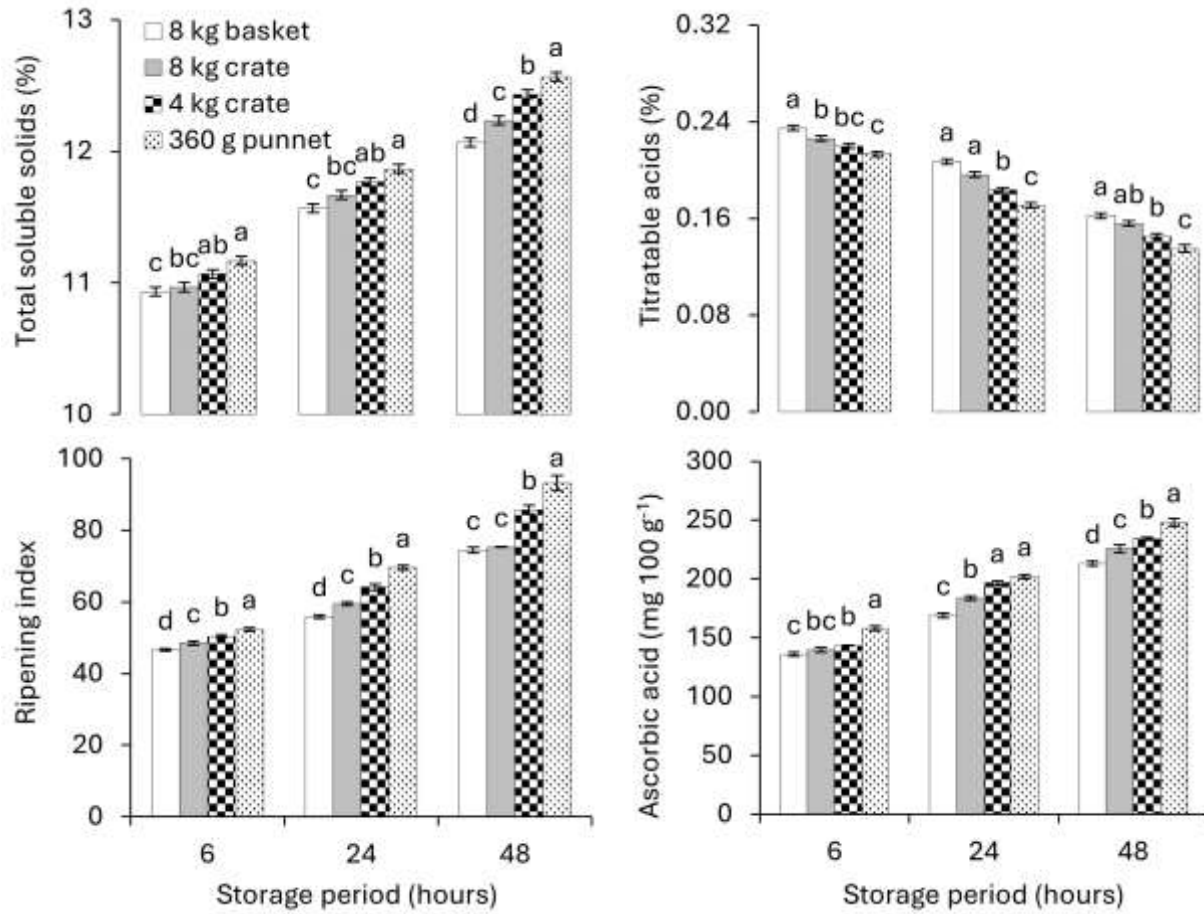 Total soluble solids (%)
13
12
11
10
8 kg basket
8 kg crate
4 kg crate
360 g punnet
c bc ab a
c bc ab a
d c b a
Titratable acids (%)
0.32
0.24
0.16
0.08
0.00
a b bc c
a a b c
a ab b c
Ripening index
100
80
60
40
20
0
d c b a
d c b a
c c b a
6 24 48
Storage period (hours)
Ascorbic acid (mg 100 g⁻¹)
300
250
200
150
100
50
0
c bc b a
c b a a
d c b a
6 24 48
Storage period (hours)